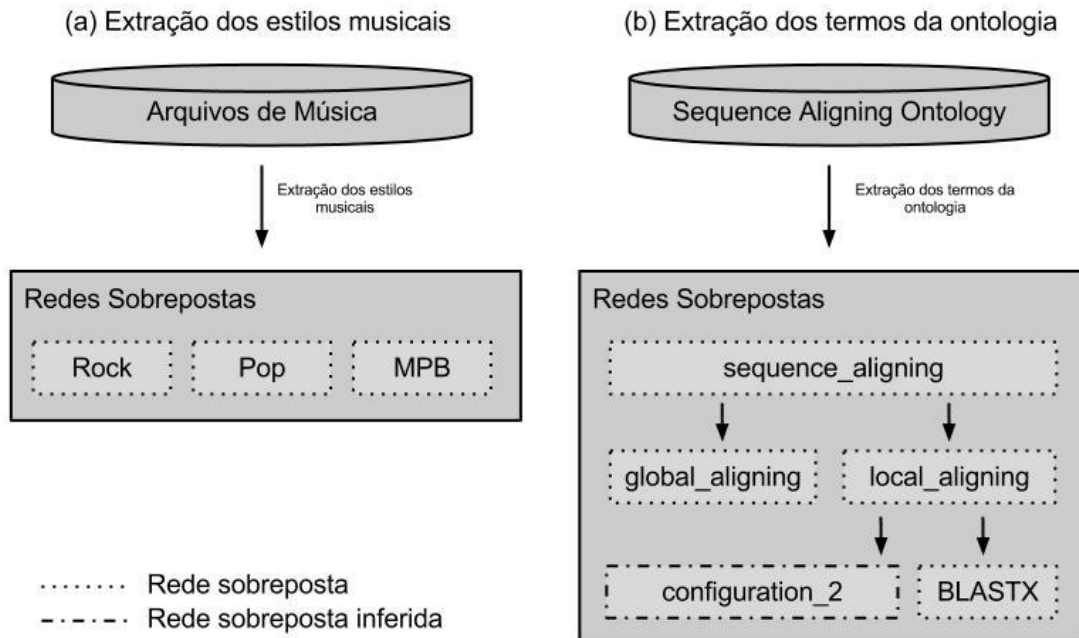 (a) Extração dos estilos musicais
Arquivos de Música
Extração dos estilos
musicais
Redes Sobrepostas
Rock
Pop
MPB
(b) Extração dos termos da ontologia
Sequence Aligning Ontology
Extração dos termos da
ontologia
Redes Sobrepostas
sequence_aligning
global_aligning
local_aligning
configuration_2
BLASTX
Rede sobreposta
Rede sobreposta inferida